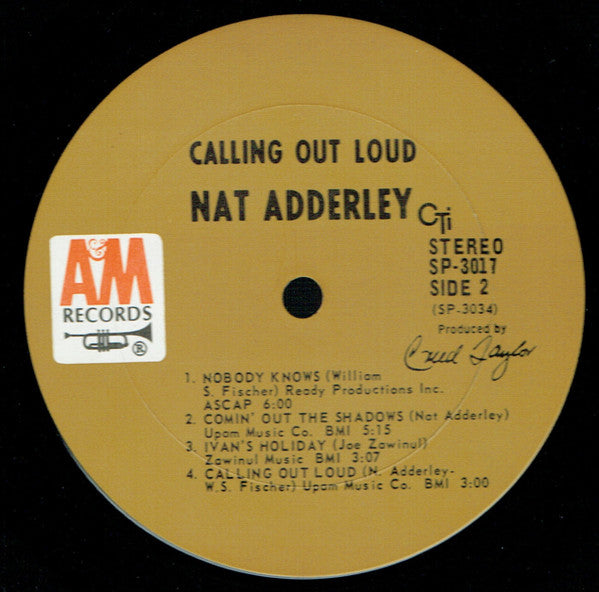 CALLING OUT LOUD
NAT ADDERLEY
CTi
STEREO
SP-3017
SIDE 2
(SP-3034)
Produced by
Creed Taylor
A&M
RECORDS
®
1. NOBODY KNOWS (William
S. Fischer) Ready Productions Inc.
ASCAP 6:00
2. COMIN' OUT THE SHADOWS (Nat Adderley)
Upam Music Co. BMI 5:15
3. IVAN'S HOLIDAY (Joe Zawinul)
Zawinul Music BMI 3:07
4. CALLING OUT LOUD (N. Adderley-
W.S. Fischer) Upam Music Co. BMI 3:00